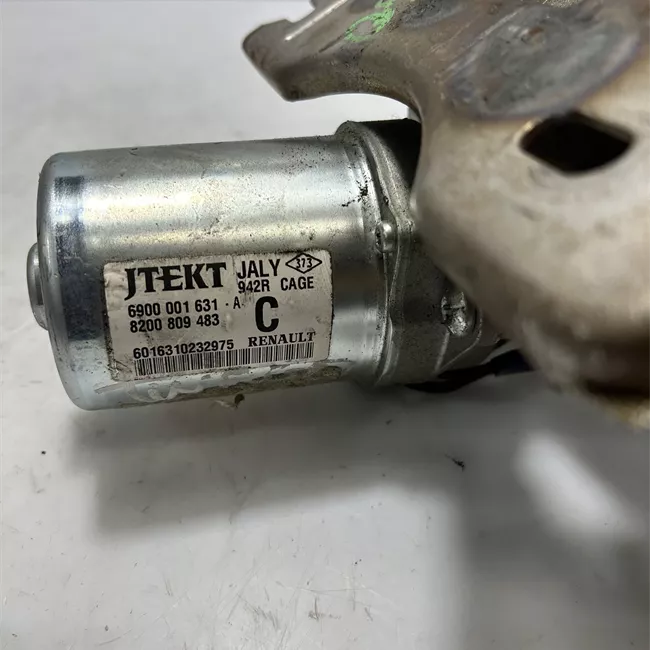 JTEKT JALY 373
942R CAGE
6900 001 631 - A
8200 809 483 C
6016310232975 RENAULT